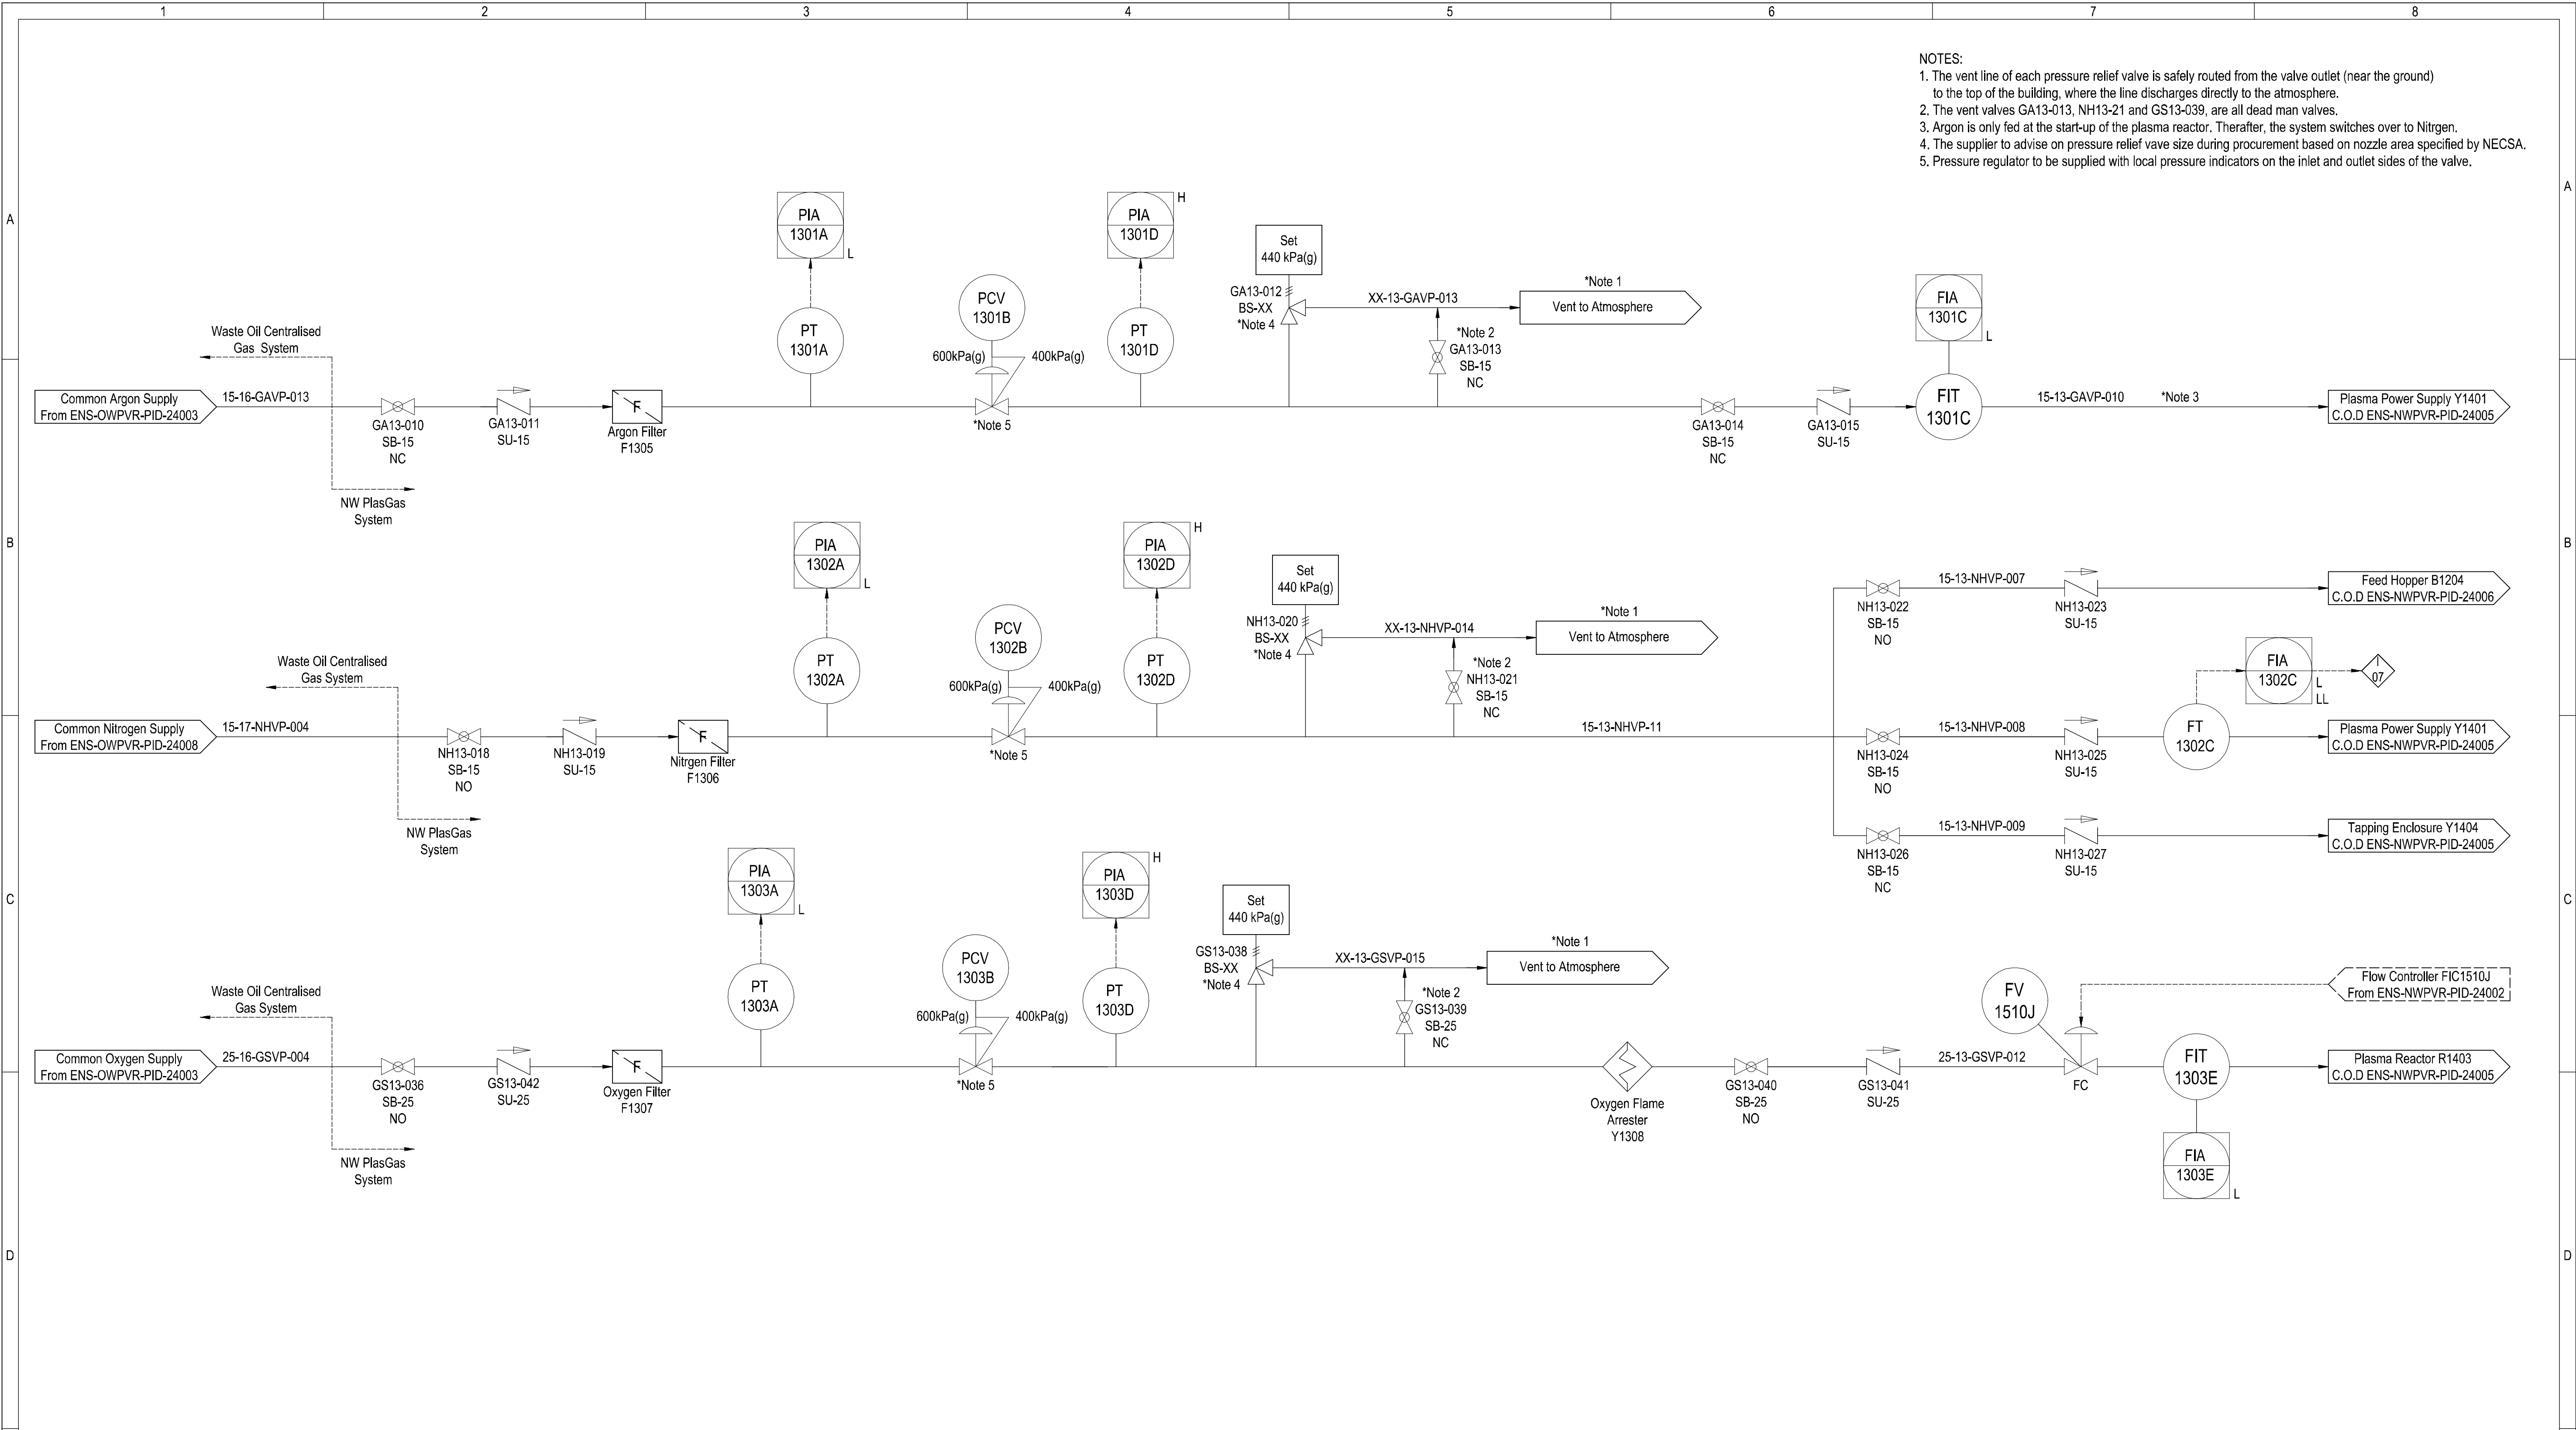 1 2 3 4 5 6 7 8
NOTES:
1. The vent line of each pressure relief valve is safely routed from the valve outlet (near the ground)
to the top of the building, where the line discharges directly to the atmosphere.
2. The vent valves GA13-013, NH13-21 and GS13-039, are all dead man valves.
3. Argon is only fed at the start-up of the plasma reactor. Therafter, the system switches over to Nitrgen.
4. The supplier to advise on pressure relief vave size during procurement based on nozzle area specified by NECSA.
5. Pressure regulator to be supplied with local pressure indicators on the inlet and outlet sides of the valve.
A
A
PIA
1301A
L
PIA
1301D
H
Set
440 kPa(g)
PCV
1301B
PT
1301A
PT
1301D
600kPa(g)
400kPa(g)
*Note 5
GA13-012
BS-XX
*Note 4
XX-13-GAVP-013
*Note 1
Vent to Atmosphere
*Note 2
GA13-013
SB-15
NC
FIA
1301C
L
Waste Oil Centralised
Gas System
Common Argon Supply
From ENS-OWPVR-PID-24003
15-16-GAVP-013
GA13-010
SB-15
NC
GA13-011
SU-15
F
Argon Filter
F1305
GA13-014
SB-15
NC
GA13-015
SU-15
FIT
1301C
15-13-GAVP-010
*Note 3
Plasma Power Supply Y1401
C.O.D ENS-NWPVR-PID-24005
NW PlasGas
System
B
B
PIA
1302A
L
PIA
1302D
H
Set
440 kPa(g)
PCV
1302B
PT
1302A
PT
1302D
600kPa(g)
400kPa(g)
*Note 5
NH13-020
BS-XX
*Note 4
XX-13-NHVP-014
*Note 1
Vent to Atmosphere
*Note 2
NH13-021
SB-15
NC
NH13-022
SB-15
NO
15-13-NHVP-007
NH13-023
SU-15
Feed Hopper B1204
C.O.D ENS-NWPVR-PID-24006
FIA
1302C
L
LL
I
07
Waste Oil Centralised
Gas System
Common Nitrogen Supply
From ENS-OWPVR-PID-24008
15-17-NHVP-004
NH13-018
SB-15
NO
NH13-019
SU-15
F
Nitrgen Filter
F1306
15-13-NHVP-11
NH13-024
SB-15
NO
15-13-NHVP-008
NH13-025
SU-15
FT
1302C
Plasma Power Supply Y1401
C.O.D ENS-NWPVR-PID-24005
NW PlasGas
System
NH13-026
SB-15
NC
15-13-NHVP-009
NH13-027
SU-15
Tapping Enclosure Y1404
C.O.D ENS-NWPVR-PID-24005
C
C
PIA
1303A
L
PIA
1303D
H
Set
440 kPa(g)
PCV
1303B
PT
1303A
PT
1303D
600kPa(g)
400kPa(g)
*Note 5
GS13-038
BS-XX
*Note 4
XX-13-GSVP-015
*Note 1
Vent to Atmosphere
*Note 2
GS13-039
SB-25
NC
FV
1510J
Flow Controller FIC1510J
From ENS-NWPVR-PID-24002
Waste Oil Centralised
Gas System
Common Oxygen Supply
From ENS-OWPVR-PID-24003
25-16-GSVP-004
GS13-036
SB-25
NO
GS13-042
SU-25
F
Oxygen Filter
F1307
Oxygen Flame
Arrester
Y1308
GS13-040
SB-25
NO
GS13-041
SU-25
25-13-GSVP-012
FC
FIT
1303E
Plasma Reactor R1403
C.O.D ENS-NWPVR-PID-24005
NW PlasGas
System
FIA
1303E
L
D
D